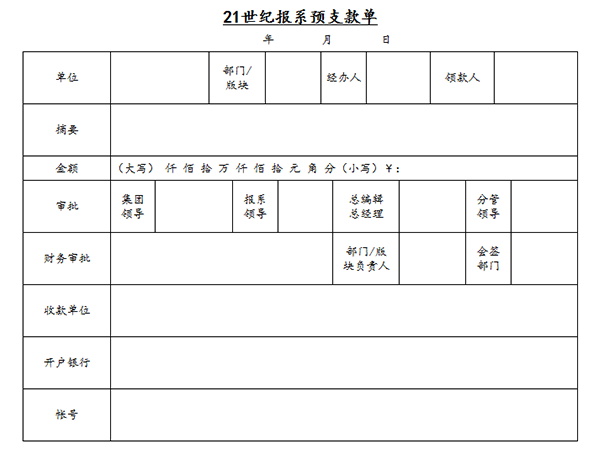 21世纪报系预支款单
年 月 日
单位 部门/ 经办人 领款人
版块
摘要
金额 (大写) 仟 佰 拾 万 仟 佰 拾 元 角 分 (小写) ¥:
审批 集团 报系 总编辑 分管
领导 领导 总经理 领导
财务审批 部门/版 会签
块负责人 部门
收款单位
开户银行
帐号